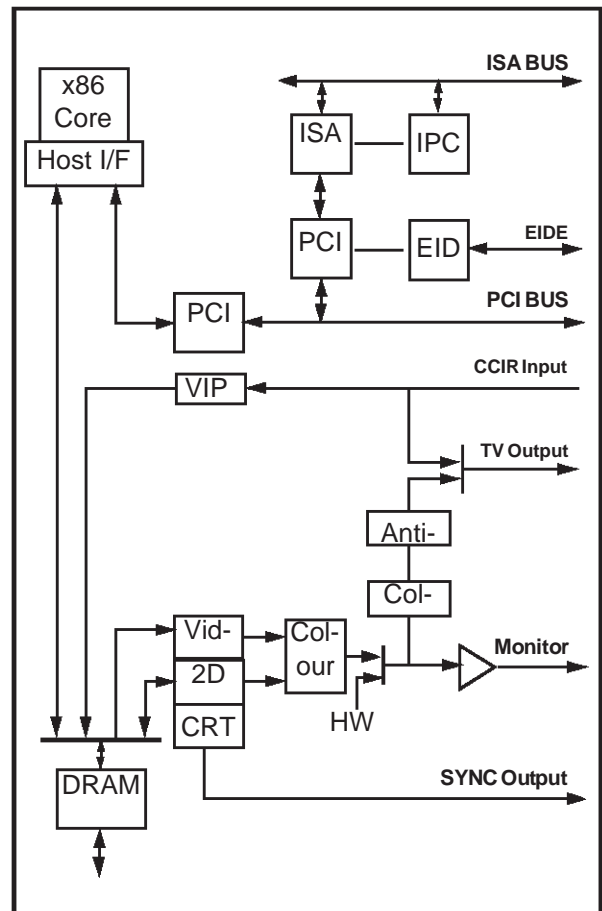 ISA BUS
x86
Core
Host I/F
ISA
IPC
PCI
EID
EIDE
PCI
PCI BUS
VIP
CCIR Input
TV Output
Anti-
Col-
Vid-
2D
CRT
Col-
our
HW
Monitor
SYNC Output
DRAM